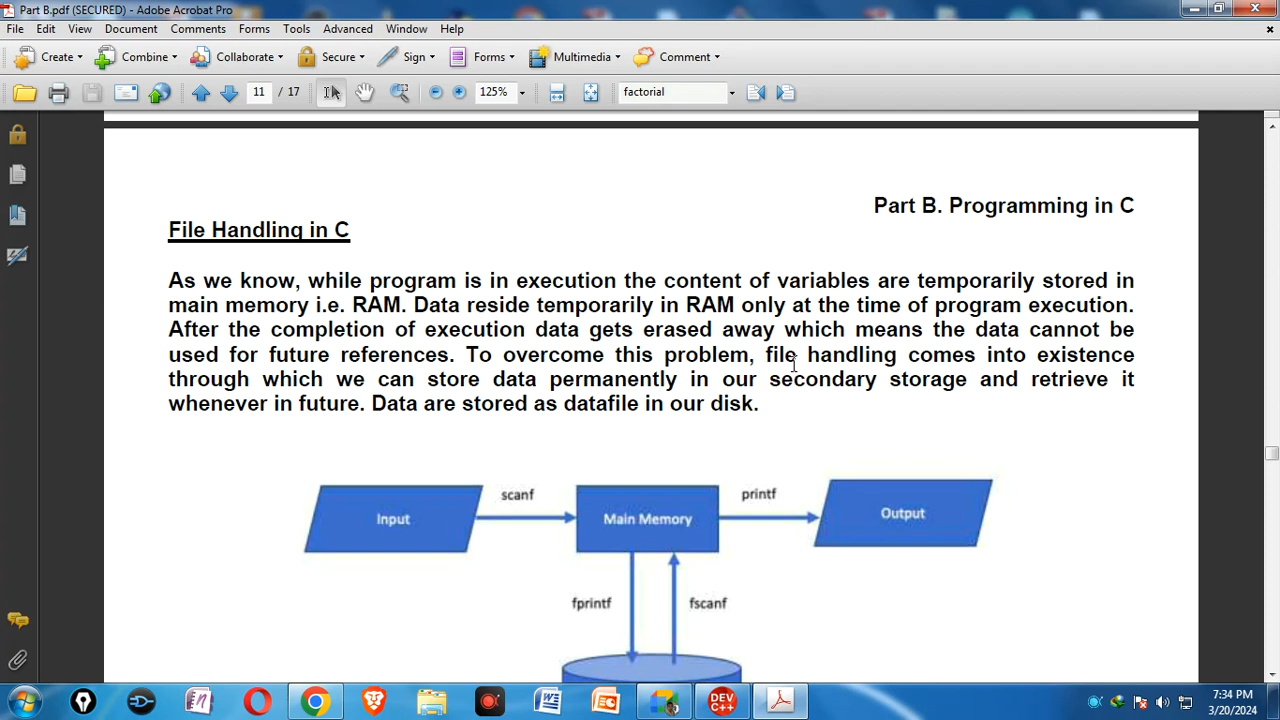 Part B.pdf (SECURED) - Adobe Acrobat Pro
File Edit View Document Comments Forms Tools Advanced Window Help
Create Combine Collaborate Secure Sign Forms Multimedia Comment
11 / 17 125% factorial
Part B. Programming in C
File Handling in C
As we know, while program is in execution the content of variables are temporarily stored in
main memory i.e. RAM. Data reside temporarily in RAM only at the time of program execution.
After the completion of execution data gets erased away which means the data cannot be
used for future references. To overcome this problem, file handling comes into existence
through which we can store data permanently in our secondary storage and retrieve it
whenever in future. Data are stored as datafile in our disk.
scanf printf
Input Main Memory Output
fprintf fscanf
DEV
C++
7:34 PM
3/20/2024